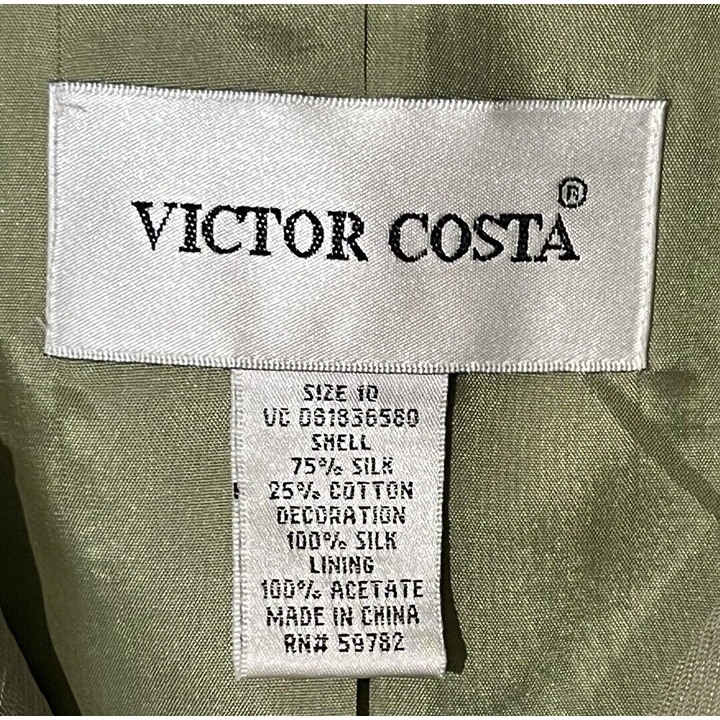 VICTOR COSTA®
SIZE 10
VC 081836580
SHELL
75% SILK
25% COTTON
DECORATION
100% SILK
LINING
100% ACETATE
MADE IN CHINA
RN# 59782